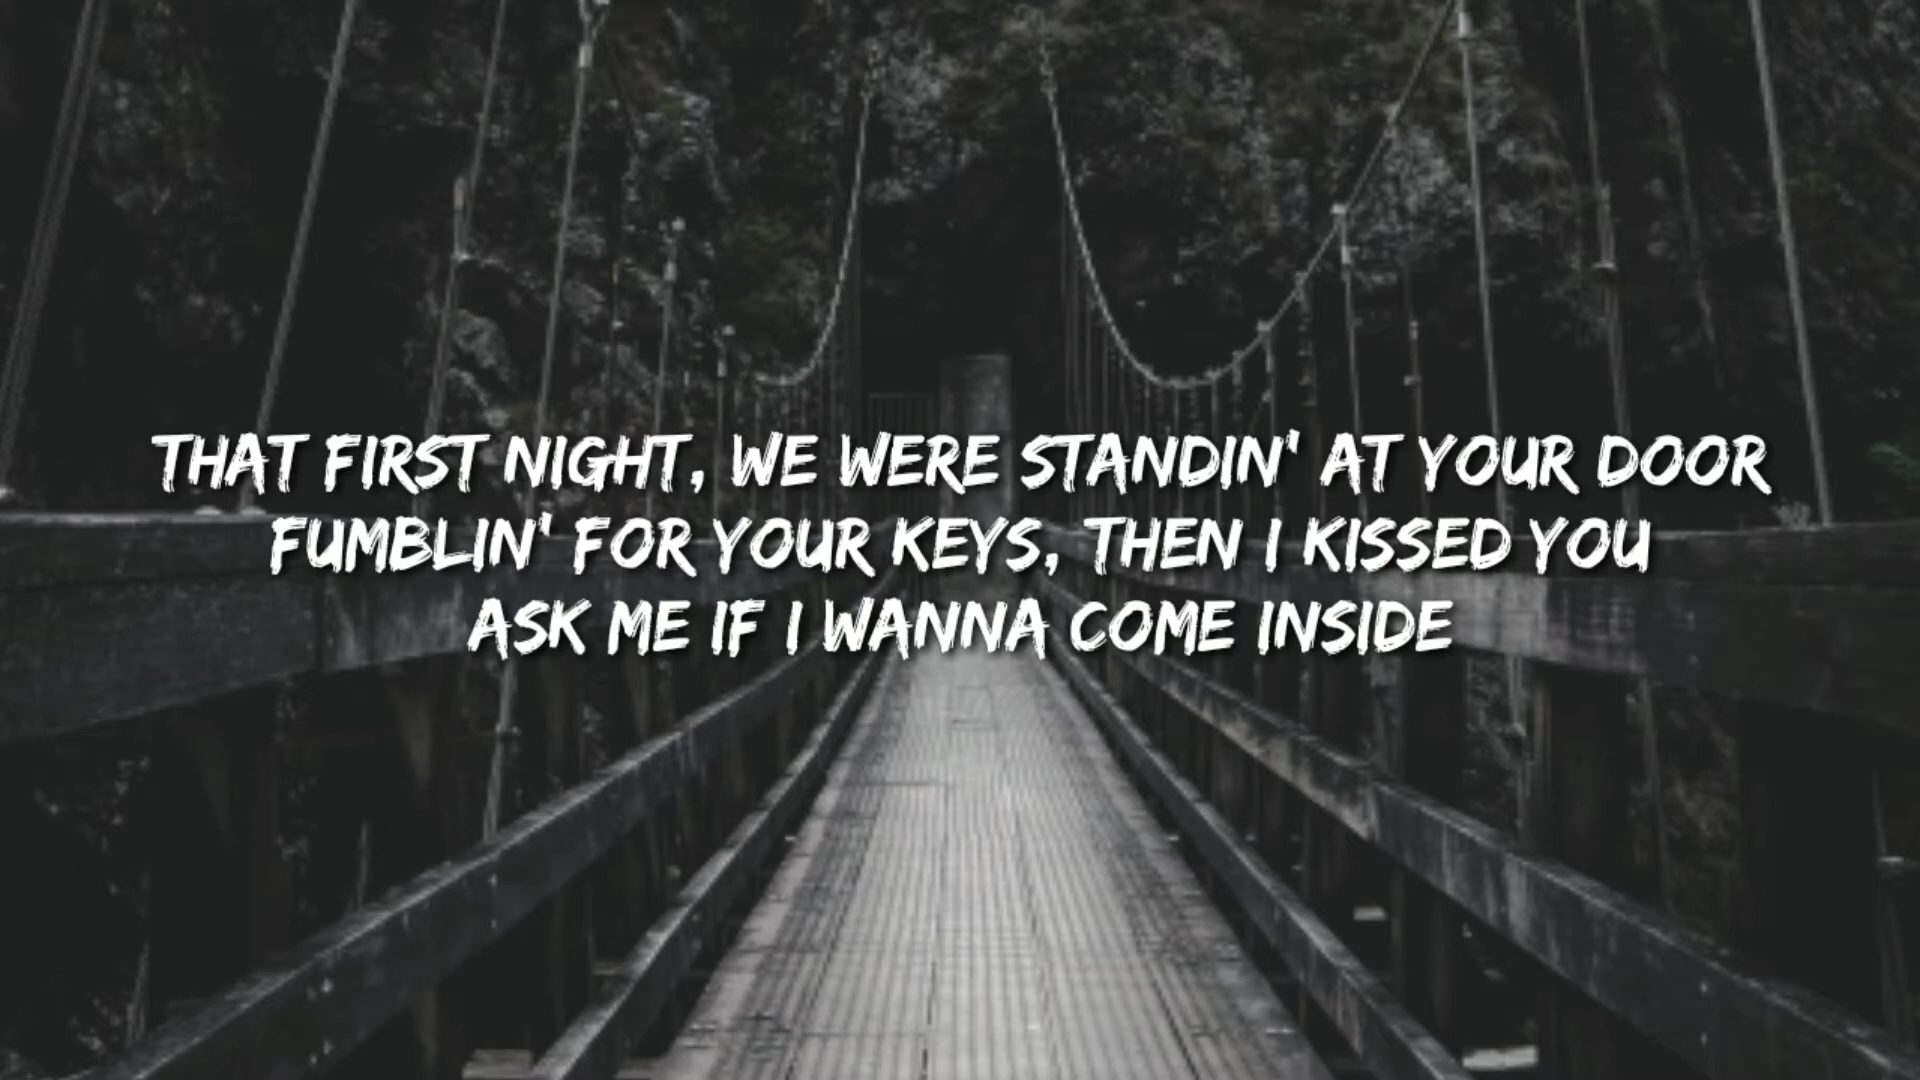 THAT FIRST NIGHT, WE WERE STANDIN' AT YOUR DOOR
FUMBLIN' FOR YOUR KEYS, THEN I KISSED YOU
ASK ME IF I WANNA COME INSIDE